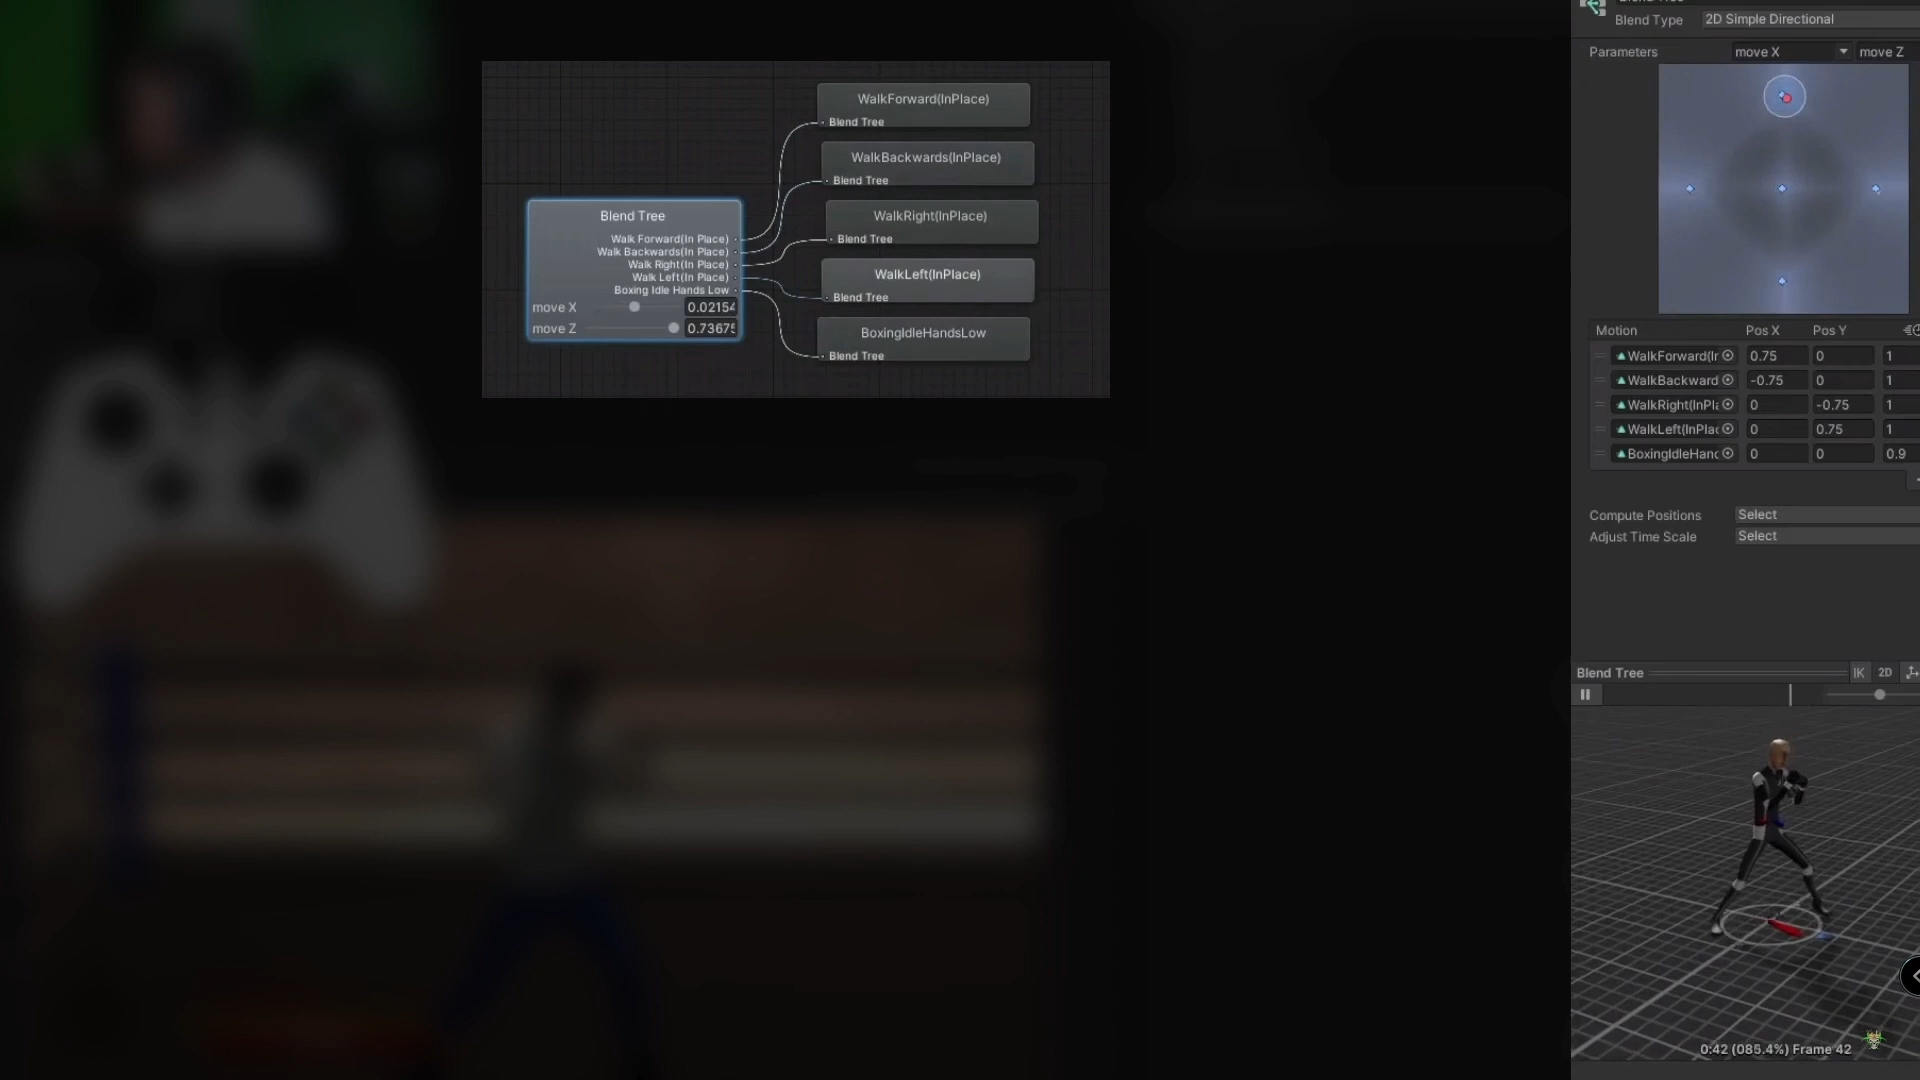 WalkForward(InPlace)
Blend Tree
WalkBackwards(InPlace)
Blend Tree
WalkRight(InPlace)
Blend Tree
WalkLeft(InPlace)
Blend Tree
BoxingIdleHandsLow
Blend Tree
Blend Tree
Walk Forward(In Place)
Walk Backwards(In Place)
Walk Right(In Place)
Walk Left(In Place)
Boxing Idle Hands Low
move X 0.02154
move Z 0.73675
Blend Type 2D Simple Directional
Parameters move X move Z
Motion Pos X Pos Y
WalkForward(Ir 0.75 0 1
WalkBackward -0.75 0 1
WalkRight(InPla 0 -0.75 1
WalkLeft(InPlac 0 0.75 1
BoxingIdleHanc 0 0 0.9
Compute Positions Select
Adjust Time Scale Select
Blend Tree IK 2D
0:42 (085.4%) Frame 42